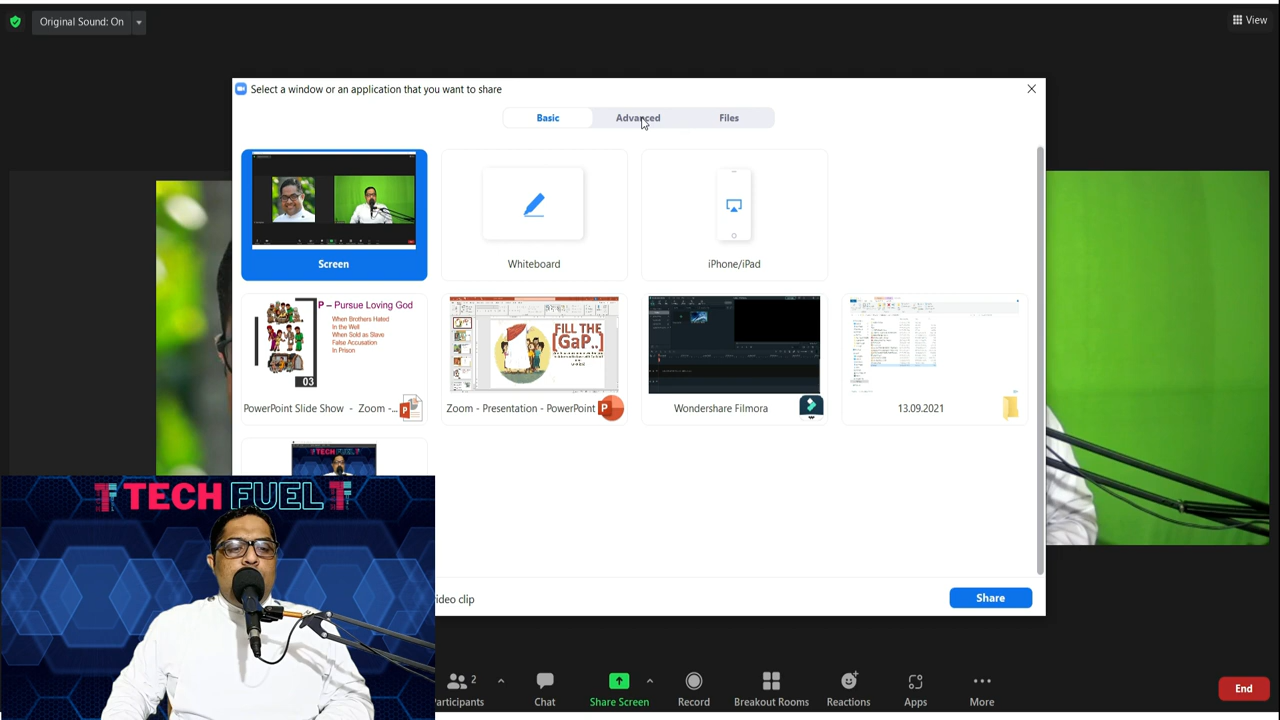 Original Sound: On
View
Select a window or an application that you want to share
Basic
Advanced
Files
Screen
Whiteboard
iPhone/iPad
P – Pursue Loving God
When Brothers Hated
In the Well
When Sold as Slave
False Accusation
In Prison
03
FILL THE
[GaP..]
PowerPoint Slide Show - Zoom -...
Zoom - Presentation - PowerPoint
Wondershare Filmora
13.09.2021
TECH FUEL
TECH FUEL
ideo clip
Share
articipants
2
Chat
Share Screen
Record
Breakout Rooms
Reactions
Apps
More
End